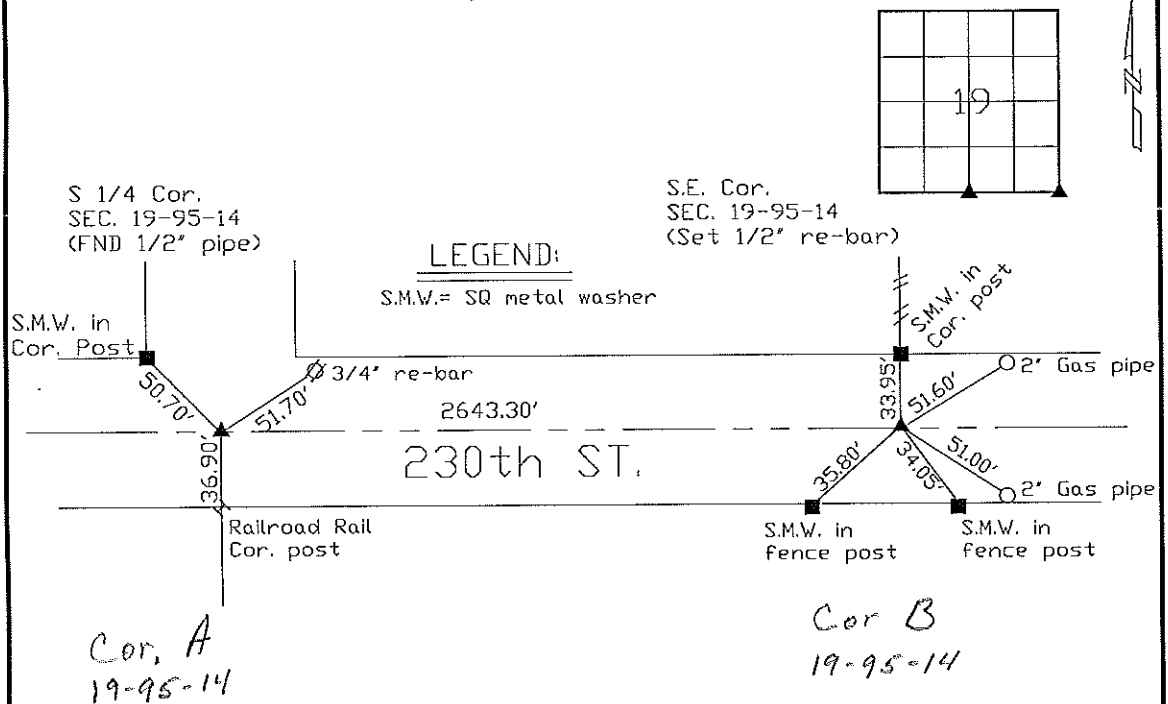 19
N
S 1/4 Cor.
SEC. 19-95-14
(FND 1/2" pipe)
S.E. Cor.
SEC. 19-95-14
(Set 1/2" re-bar)
LEGEND:
S.M.W.= SQ metal washer
S.M.W. in
Cor. Post
S.M.W. in
Cor. post
3/4" re-bar
2" Gas pipe
50.70'
51.70'
2643.30'
33.95'
51.60'
36.90'
230th ST.
35.80'
34.05'
51.00'
2" Gas pipe
Railroad Rail
Cor. post
S.M.W. in
fence post
S.M.W. in
fence post
Cor. A
19-95-14
Cor B
19-95-14